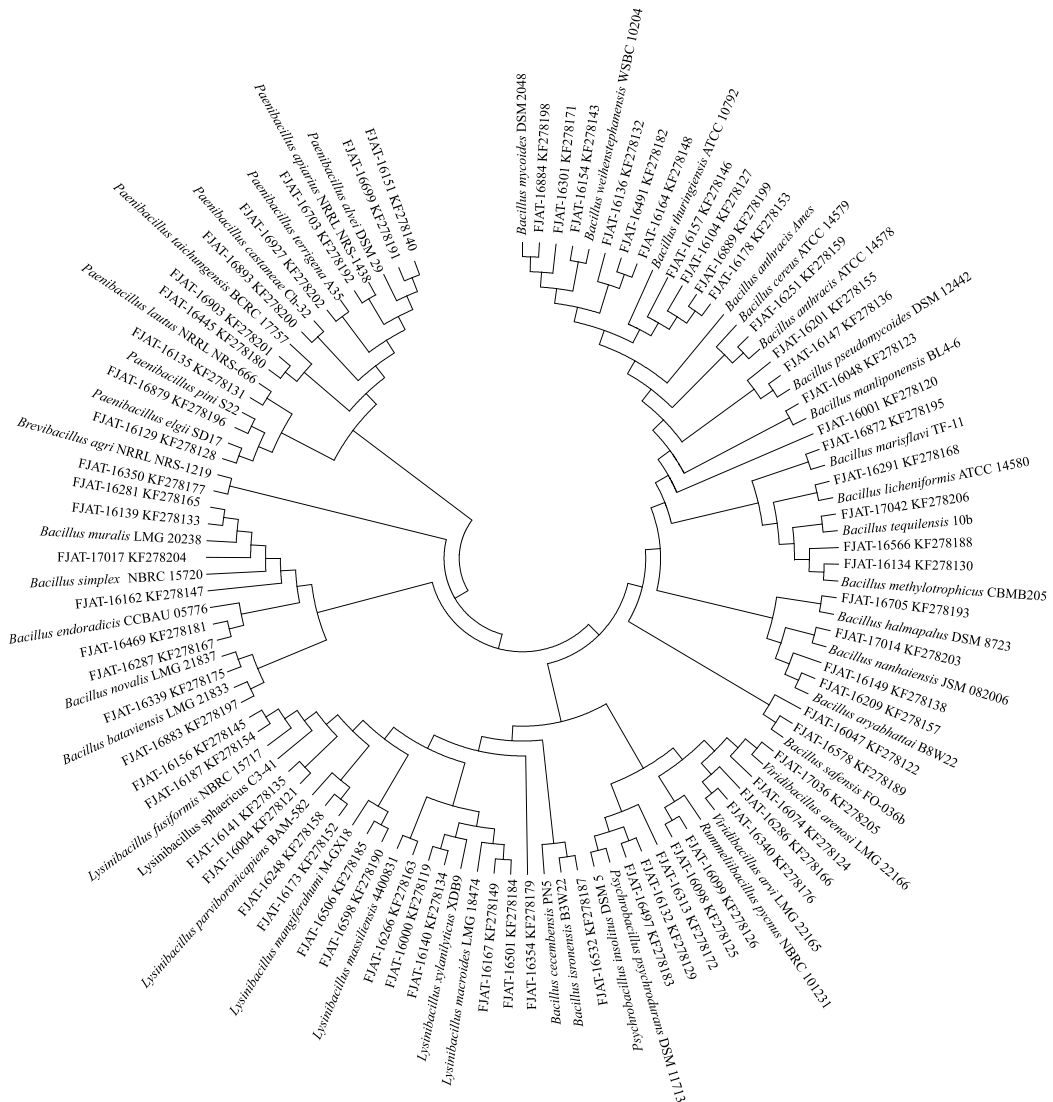 Bacillus mycoides DSM 2048
FJAT-16884 KF278198
FJAT-16301 KF278171
FJAT-16154 KF278143
Bacillus weihenstephanensis WSBC 10204
FJAT-16136 KF278132
FJAT-16491 KF278182
FJAT-16164 KF278148
Bacillus thuringiensis ATCC 10792
FJAT-16157 KF278146
FJAT-16104 KF278127
FJAT-16889 KF278199
FJAT-16178 KF278153
Bacillus anthracis Ames
Bacillus cereus ATCC 14579
FJAT-16251 KF278159
Bacillus anthracis ATCC 14578
FJAT-16201 KF278155
FJAT-16147 KF278136
Bacillus pseudomycoides DSM 12442
FJAT-16048 KF278123
Bacillus manliponensis BL4-6
FJAT-16001 KF278120
FJAT-16872 KF278195
Bacillus marisflavi TF-11
FJAT-16291 KF278168
Bacillus licheniformis ATCC 14580
FJAT-17042 KF278206
Bacillus tequilensis 10b
FJAT-16566 KF278188
FJAT-16134 KF278130
Bacillus methylotrophicus CBMB205
FJAT-16705 KF278193
Bacillus halmapalus DSM 8723
FJAT-17014 KF278203
Bacillus nanhaiensis JSM 082006
FJAT-16149 KF278138
FJAT-16209 KF278157
Bacillus aryabhattai B8W22
FJAT-16047 KF278122
FJAT-16578 KF278189
Bacillus safensis FO-036b
FJAT-17036 KF278205
Viridibacillus arenosi LMG 22166
FJAT-16074 KF278124
FJAT-16286 KF278166
FJAT-16340 KF278176
Viridibacillus arvi LMG 22165
Rummeliibacillus pycnus NBRC 101231
FJAT-16099 KF278126
FJAT-16098 KF278125
FJAT-16313 KF278172
FJAT-16132 KF278129
FJAT-16497 KF278183
Psychrobacillus psychrodurans DSM 11713
Psychrobacillus insolitus DSM 5
FJAT-16532 KF278187
Bacillus isronensis B3W22
Bacillus cecembensis PN5
FJAT-16354 KF278179
FJAT-16501 KF278184
FJAT-16167 KF278149
Lysinibacillus macroides LMG 18474
Lysinibacillus xylanilyticus XDB9
FJAT-16140 KF278134
FJAT-16000 KF278119
FJAT-16266 KF278163
Lysinibacillus massiliensis 4400831
FJAT-16598 KF278190
FJAT-16506 KF278185
Lysinibacillus mangiferahumi M-GX18
FJAT-16173 KF278152
FJAT-16248 KF278158
Lysinibacillus parviboronicapiens BAM-582
FJAT-16004 KF278121
FJAT-16141 KF278135
Lysinibacillus sphaericus C3-41
Lysinibacillus fusiformis NBRC 15717
FJAT-16187 KF278154
FJAT-16156 KF278145
FJAT-16883 KF278197
Bacillus bataviensis LMG 21833
FJAT-16339 KF278175
Bacillus novalis LMG 21837
FJAT-16287 KF278167
FJAT-16469 KF278181
Bacillus endoradicis CCBAU 05776
FJAT-16162 KF278147
Bacillus simplex NBRC 15720
FJAT-17017 KF278204
Bacillus muralis LMG 20238
FJAT-16139 KF278133
FJAT-16281 KF278165
FJAT-16350 KF278177
Brevibacillus agri NRRL NRS-1219
FJAT-16129 KF278128
Paenibacillus elgii SD17
FJAT-16879 KF278196
Paenibacillus pini S22
FJAT-16135 KF278131
Paenibacillus lautus NRRL NRS-666
FJAT-16445 KF278180
FJAT-16903 KF278201
Paenibacillus taichungensis BCRC 17757
FJAT-16893 KF278200
Paenibacillus castaneae Ch-32
FJAT-16927 KF278202
Paenibacillus terrigena A35
FJAT-16703 KF278192
Paenibacillus apiarius NRRL NRS-1438
Paenibacillus alvei DSM 29
FJAT-16699 KF278191
FJAT-16151 KF278140